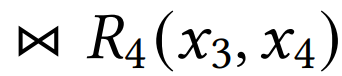 ⋈ R₄(x₃, x₄)